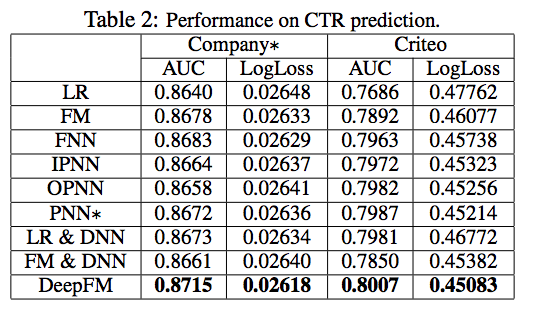 Table 2: Performance on CTR prediction.
Company* Criteo
AUC LogLoss AUC LogLoss
LR 0.8640 0.02648 0.7686 0.47762
FM 0.8678 0.02633 0.7892 0.46077
FNN 0.8683 0.02629 0.7963 0.45738
IPNN 0.8664 0.02637 0.7972 0.45323
OPNN 0.8658 0.02641 0.7982 0.45256
PNN* 0.8672 0.02636 0.7987 0.45214
LR & DNN 0.8673 0.02634 0.7981 0.46772
FM & DNN 0.8661 0.02640 0.7850 0.45382
DeepFM 0.8715 0.02618 0.8007 0.45083